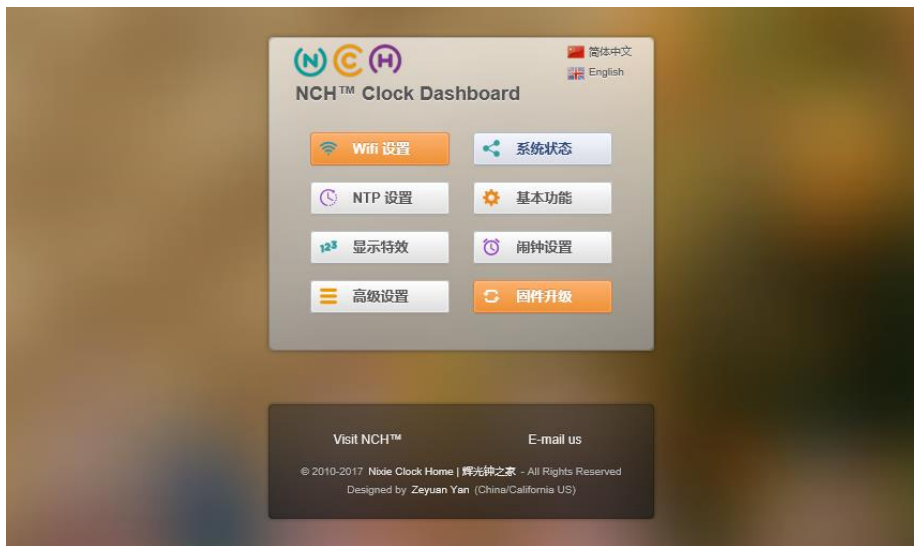 N C H
简体中文
English
NCH™ Clock Dashboard
Wifi 设置
系统状态
NTP 设置
基本功能
123 显示特效
闹钟设置
高级设置
固件升级
Visit NCH™
E-mail us
© 2010-2017 Nixie Clock Home | 辉光钟之家 - All Rights Reserved
Designed by Zeyuan Yan (China/California US)